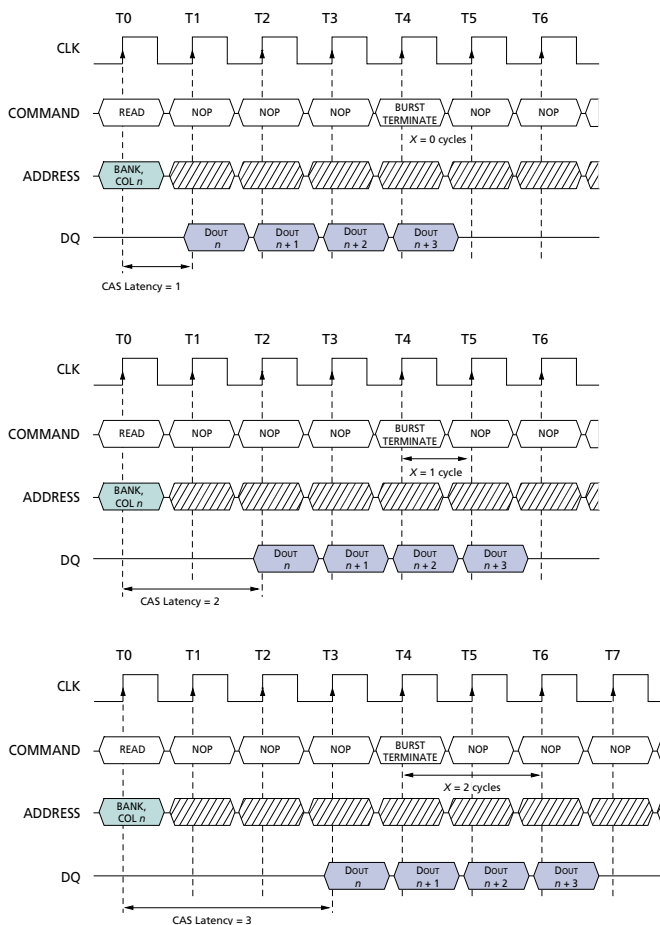 T0 T1 T2 T3 T4 T5 T6
CLK
COMMAND READ NOP NOP NOP BURST TERMINATE NOP NOP
X = 0 cycles
ADDRESS BANK, COL n
DQ DOUT n DOUT n + 1 DOUT n + 2 DOUT n + 3
CAS Latency = 1
T0 T1 T2 T3 T4 T5 T6
CLK
COMMAND READ NOP NOP NOP BURST TERMINATE NOP NOP
X = 1 cycle
ADDRESS BANK, COL n
DQ DOUT n DOUT n + 1 DOUT n + 2 DOUT n + 3
CAS Latency = 2
T0 T1 T2 T3 T4 T5 T6 T7
CLK
COMMAND READ NOP NOP NOP BURST TERMINATE NOP NOP NOP
X = 2 cycles
ADDRESS BANK, COL n
DQ DOUT n DOUT n + 1 DOUT n + 2 DOUT n + 3
CAS Latency = 3